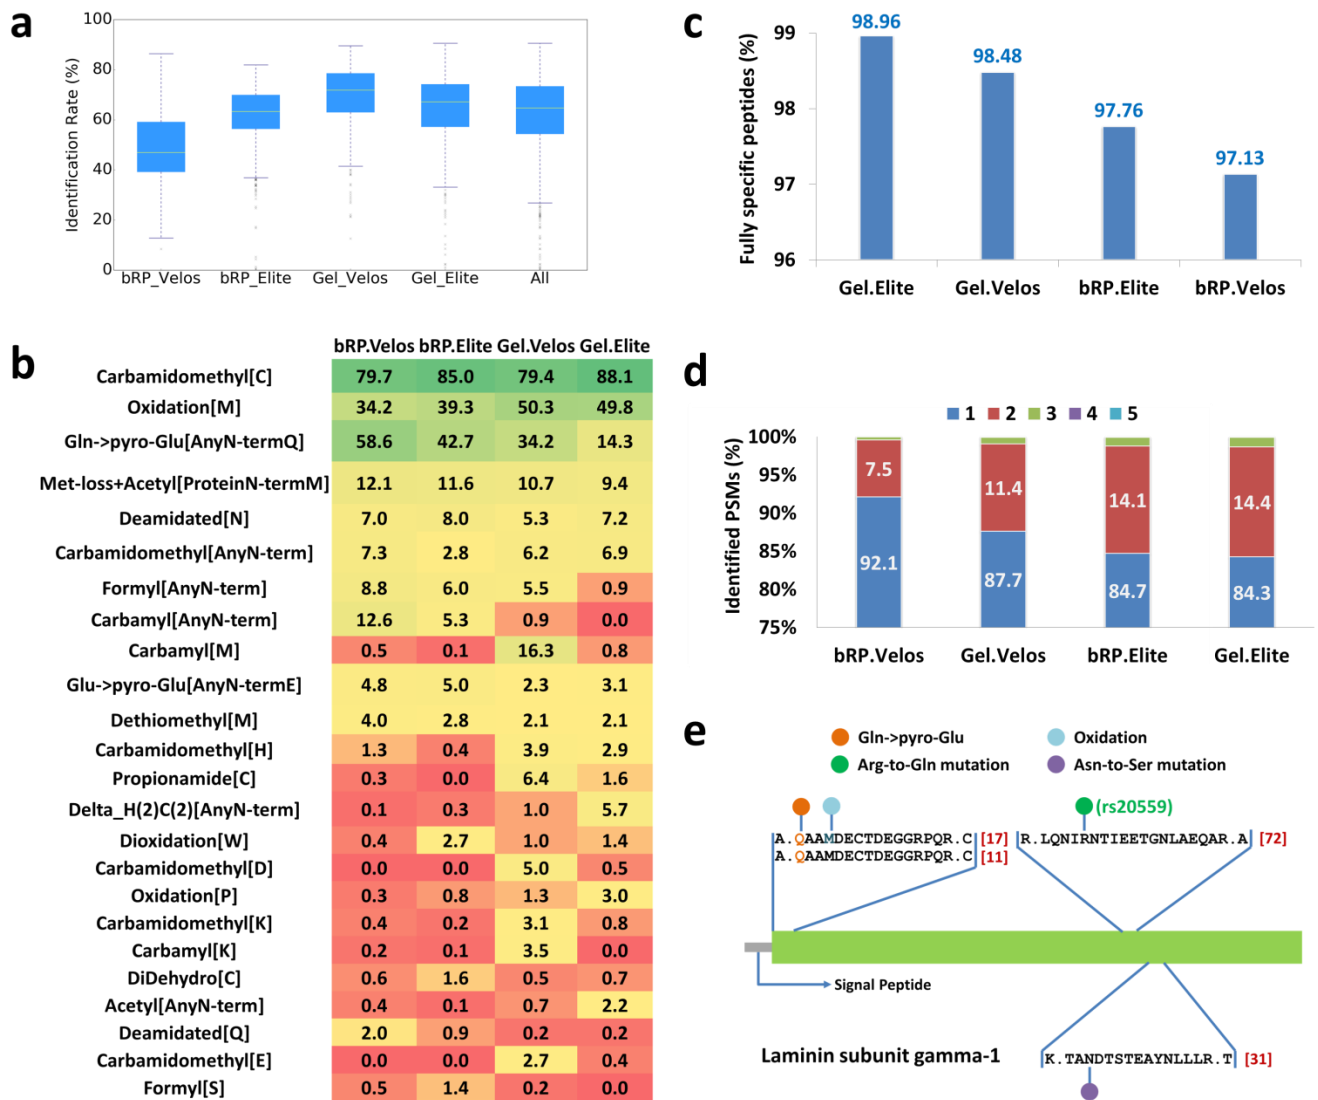 a
Identification Rate (%)
100
80
60
40
20
0
bRP_Velos bRP_Elite Gel_Velos Gel_Elite All
b
bRP.Velos bRP.Elite Gel.Velos Gel.Elite
Carbamidomethyl[C] 79.7 85.0 79.4 88.1
Oxidation[M] 34.2 39.3 50.3 49.8
Gln->pyro-Glu[AnyN-termQ] 58.6 42.7 34.2 14.3
Met-loss+Acetyl[ProteinN-termM] 12.1 11.6 10.7 9.4
Deamidated[N] 7.0 8.0 5.3 7.2
Carbamidomethyl[AnyN-term] 7.3 2.8 6.2 6.9
Formyl[AnyN-term] 8.8 6.0 5.5 0.9
Carbamyl[AnyN-term] 12.6 5.3 0.9 0.0
Carbamyl[M] 0.5 0.1 16.3 0.8
Glu->pyro-Glu[AnyN-termE] 4.8 5.0 2.3 3.1
Dethiomethyl[M] 4.0 2.8 2.1 2.1
Carbamidomethyl[H] 1.3 0.4 3.9 2.9
Propionamide[C] 0.3 0.0 6.4 1.6
Delta_H(2)C(2)[AnyN-term] 0.1 0.3 1.0 5.7
Dioxidation[W] 0.4 2.7 1.0 1.4
Carbamidomethyl[D] 0.0 0.0 5.0 0.5
Oxidation[P] 0.3 0.8 1.3 3.0
Carbamidomethyl[K] 0.4 0.2 3.1 0.8
Carbamyl[K] 0.2 0.1 3.5 0.0
DiDehydro[C] 0.6 1.6 0.5 0.7
Acetyl[AnyN-term] 0.4 0.1 0.7 2.2
Deamidated[Q] 2.0 0.9 0.2 0.2
Carbamidomethyl[E] 0.0 0.0 2.7 0.4
Formyl[S] 0.5 1.4 0.2 0.0
c
Fully specific peptides (%)
99
98
97
96
98.96
98.48
97.76
97.13
Gel.Elite Gel.Velos bRP.Elite bRP.Velos
d
1 2 3 4 5
Identified PSMs (%)
100%
95%
90%
85%
80%
75%
7.5 11.4 14.1 14.4
92.1 87.7 84.7 84.3
bRP.Velos Gel.Velos bRP.Elite Gel.Elite
e
Gln->pyro-Glu Oxidation
Arg-to-Gln mutation Asn-to-Ser mutation
(rs20559)
A.QAAMDECTDEGGRPQR.C [17] R.LQNIRNTIEETGNLAEQAR.A [72]
A.QAAMDECTDEGGRPQR.C [11]
Signal Peptide
Laminin subunit gamma-1 K.TANDTSTEAYNLLLR.T [31]